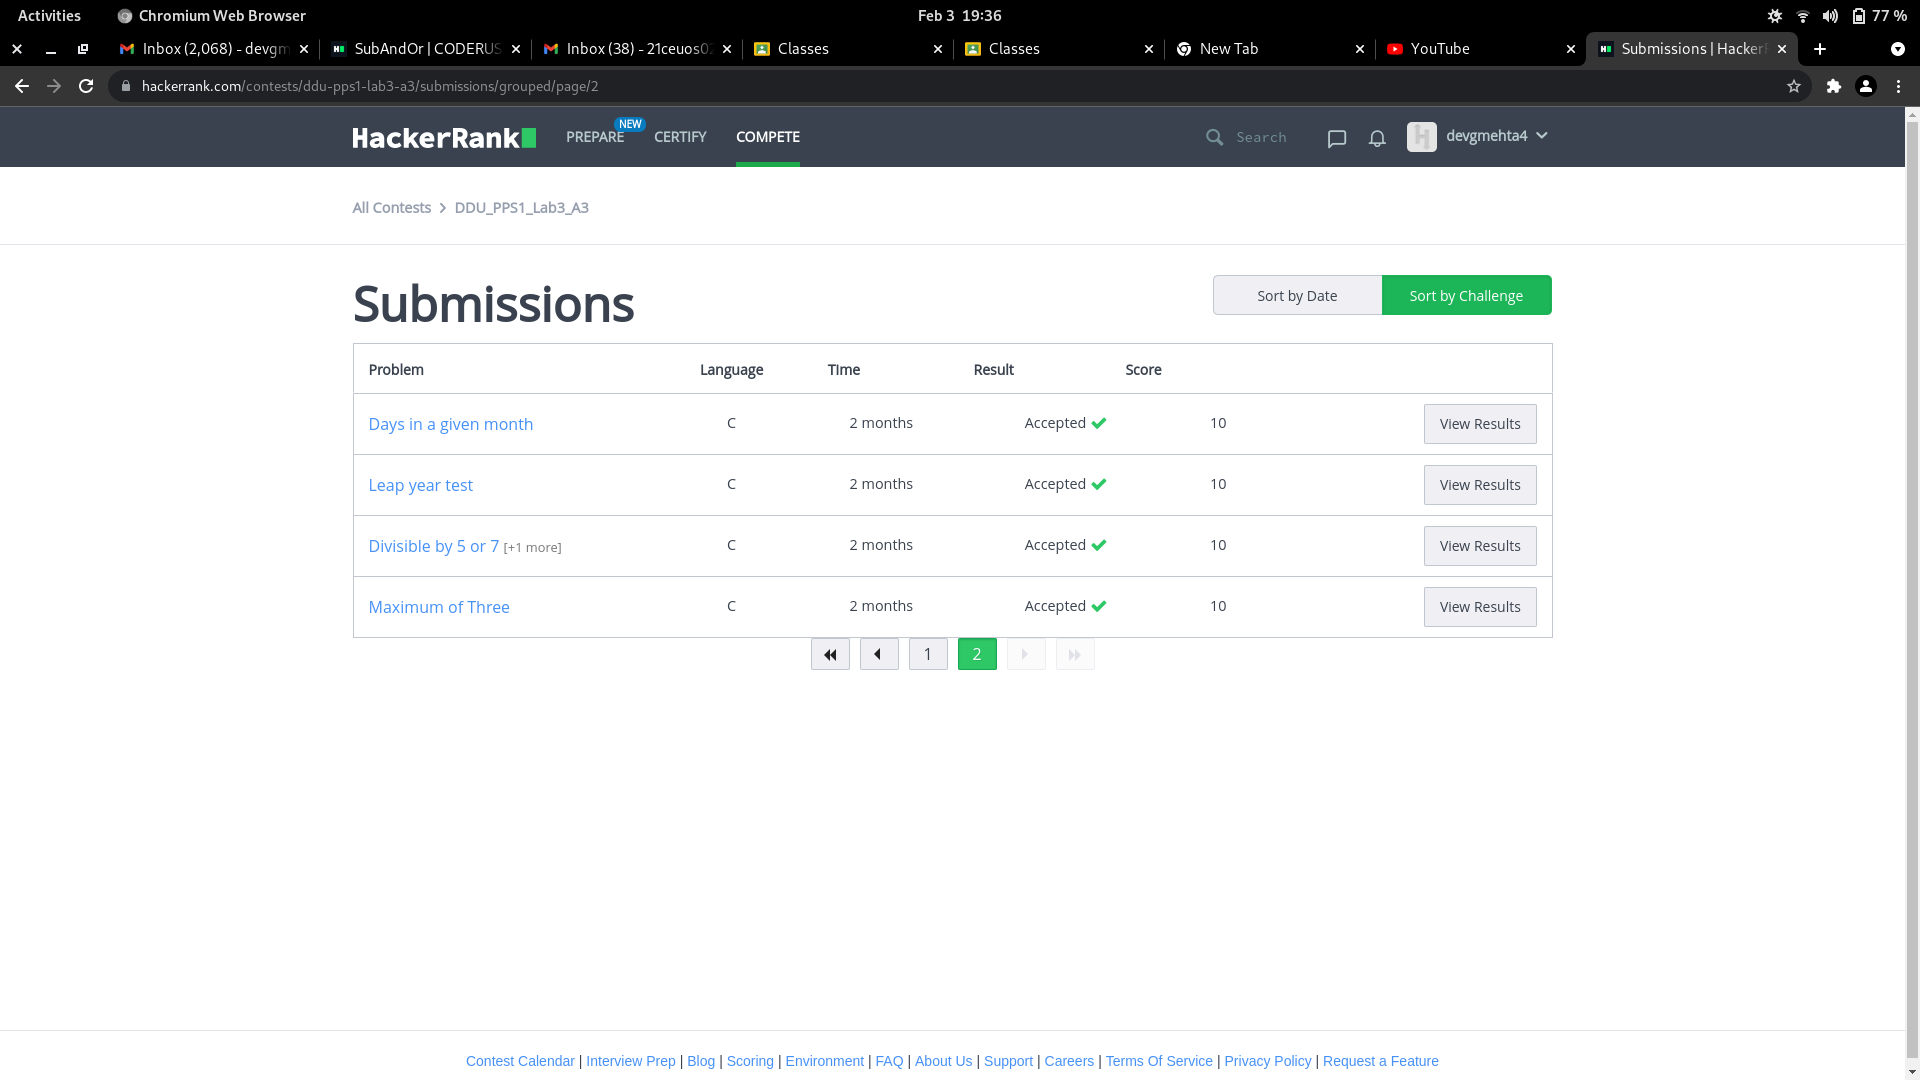 Activities Chromium Web Browser Feb 3 19:36 77 %
Inbox (2,068) - devgm SubAndOr | CODERUS Inbox (38) - 21ceuos0 Classes Classes New Tab YouTube Submissions | Hacker
hackerrank.com/contests/ddu-pps1-lab3-a3/submissions/grouped/page/2
HackerRank PREPARE NEW CERTIFY COMPETE Search H devgmehta4
All Contests DDU_PPS1_Lab3_A3
Submissions Sort by Date Sort by Challenge
Problem Language Time Result Score
Days in a given month C 2 months Accepted 10 View Results
Leap year test C 2 months Accepted 10 View Results
Divisible by 5 or 7 [+1 more] C 2 months Accepted 10 View Results
Maximum of Three C 2 months Accepted 10 View Results
1 2
Contest Calendar | Interview Prep | Blog | Scoring | Environment | FAQ | About Us | Support | Careers | Terms Of Service | Privacy Policy | Request a Feature